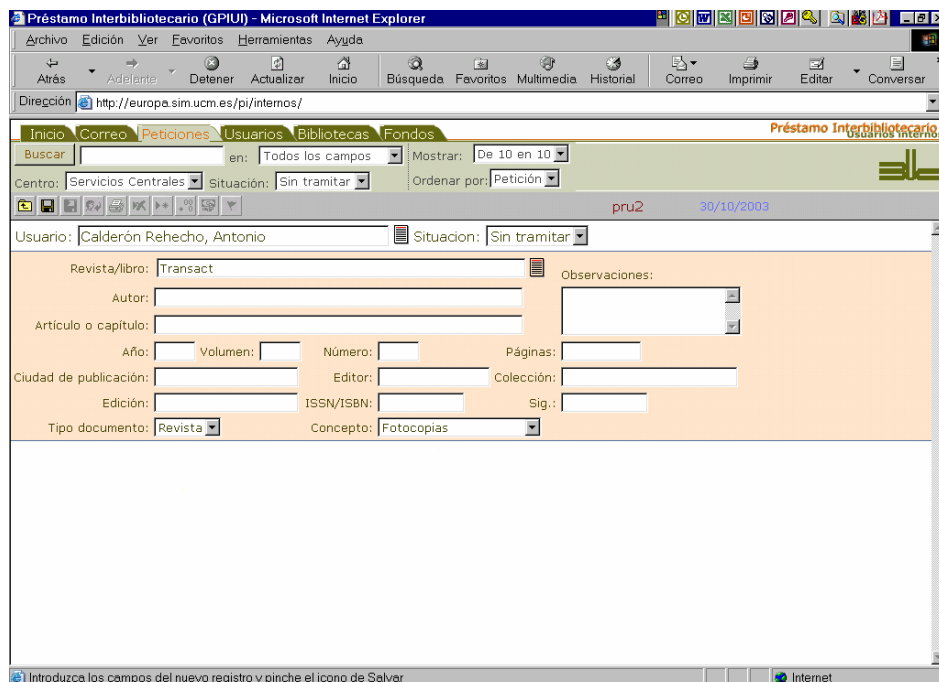 Préstamo Interbibliotecario (GPIUI) - Microsoft Internet Explorer
Archivo Edición Ver Favoritos Herramientas Ayuda
Atrás Adelante Detener Actualizar Inicio Búsqueda Favoritos Multimedia Historial Correo Imprimir Editar Conversar
Dirección http://europa.sim.ucm.es/pi/internos/
Inicio Correo Peticiones Usuarios Bibliotecas Fondos Préstamo Interbibliotecario
Usuarios Internos
Buscar en: Todos los campos Mostrar: De 10 en 10
Centro: Servicios Centrales Situación: Sin tramitar Ordenar por: Petición
pru2 30/10/2003
Usuario: Calderón Rehecho, Antonio Situacion: Sin tramitar
Revista/libro: Transact Observaciones:
Autor:
Artículo o capítulo:
Año: Volumen: Número: Páginas:
Ciudad de publicación: Editor: Colección:
Edición: ISSN/ISBN: Sig.:
Tipo documento: Revista Concepto: Fotocopias
Introduzca los campos del nuevo registro y pinche el icono de Salvar Internet